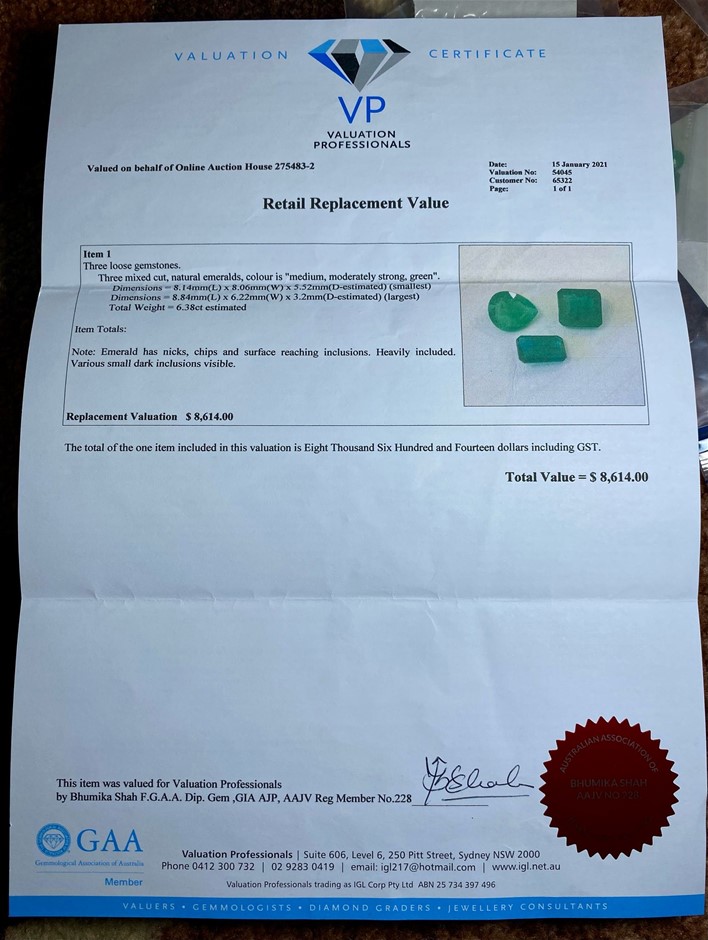 VALUATION CERTIFICATE
VP
VALUATION
PROFESSIONALS
Valued on behalf of Online Auction House 275483-2
Date: 15 January 2021
Valuation No: 54045
Customer No: 65322
Page: 1 of 1
Retail Replacement Value
Item 1
Three loose gemstones.
Three mixed cut, natural emeralds, colour is "medium, moderately strong, green".
Dimensions = 8.14mm(L) x 8.06mm(W) x 5.52mm(D-estimated) (smallest)
Dimensions = 8.84mm(L) x 6.22mm(W) x 3.2mm(D-estimated) (largest)
Total Weight = 6.38ct estimated
Item Totals:
Note: Emerald has nicks, chips and surface reaching inclusions. Heavily included.
Various small dark inclusions visible.
Replacement Valuation $ 8,614.00
The total of the one item included in this valuation is Eight Thousand Six Hundred and Fourteen dollars including GST.
Total Value = $ 8,614.00
This item was valued for Valuation Professionals
by Bhumika Shah F.G.A.A. Dip. Gem ,GIA AJP, AAJV Reg Member No.228
AUSTRALIAN ASSOCIATION OF
BHUMIKA SHAH
AAJV NO 228
GAA
Gemmological Association of Australia
Member
Valuation Professionals | Suite 606, Level 6, 250 Pitt Street, Sydney NSW 2000
Phone 0412 300 732 | 02 9283 0419 | email: igl217@hotmail.com | www.igl.net.au
Valuation Professionals trading as IGL Corp Pty Ltd ABN 25 734 397 496
VALUERS • GEMMOLOGISTS • DIAMOND GRADERS • JEWELLERY CONSULTANTS